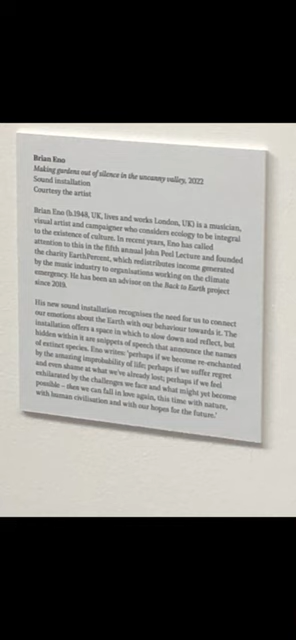 Brian Eno
Making gardens out of silence in the uncanny valley, 2022
Sound installation
Courtesy the artist
Brian Eno (b.1948, UK, lives and works London, UK) is a musician,
visual artist and campaigner who considers ecology to be integral
to the existence of culture. In recent years, Eno has called
attention to this in the fifth annual John Peel Lecture and founded
the charity EarthPercent, which redistributes income generated
by the music industry to organisations working on the climate
emergency. He has been an advisor on the Back to Earth project
since 2019.
His new sound installation recognises the need for us to connect
our emotions about the Earth with our behaviour towards it. The
installation offers a space in which to slow down and reflect, but
hidden within it are snippets of speech that announce the names
of extinct species. Eno writes: 'perhaps if we become re-enchanted
by the amazing improbability of life; perhaps if we suffer regret
and even shame at what we've already lost; perhaps if we feel
exhilarated by the challenges we face and what might yet become
possible – then we can fall in love again, this time with nature,
with human civilisation and with our hopes for the future.'